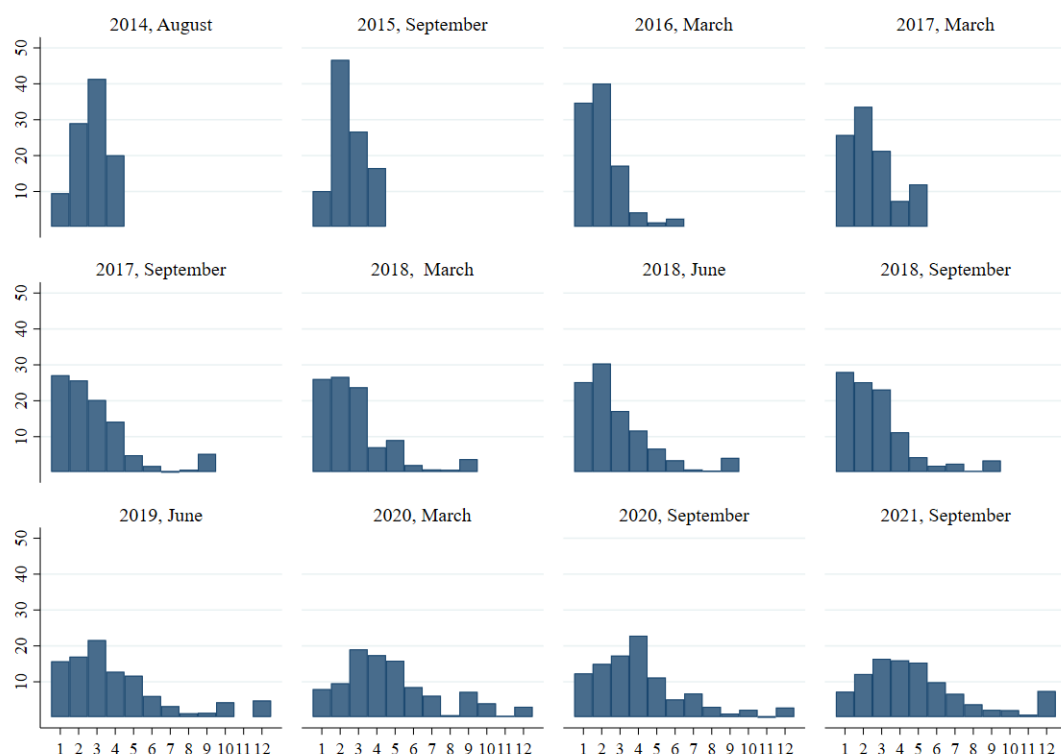 2014, August
2015, September
2016, March
2017, March
50
40
30
20
10
2017, September
2018, March
2018, June
2018, September
50
40
30
20
10
2019, June
2020, March
2020, September
2021, September
50
40
30
20
10
1 2 3 4 5 6 7 8 9 10 11 12
1 2 3 4 5 6 7 8 9 10 11 12
1 2 3 4 5 6 7 8 9 10 11 12
1 2 3 4 5 6 7 8 9 10 11 12